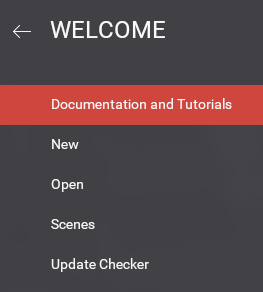 WELCOME
Documentation and Tutorials
New
Open
Scenes
Update Checker